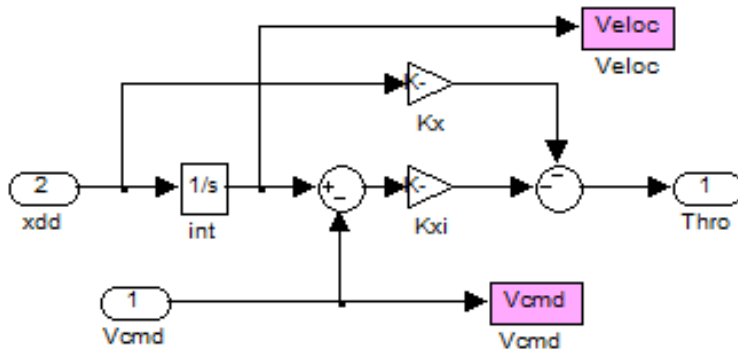 Veloc
Veloc
K-
Kx
2
xdd
1/s
int
+
−
K-
Kxi
−
−
1
Thro
1
Vcmd
Vcmd
Vcmd